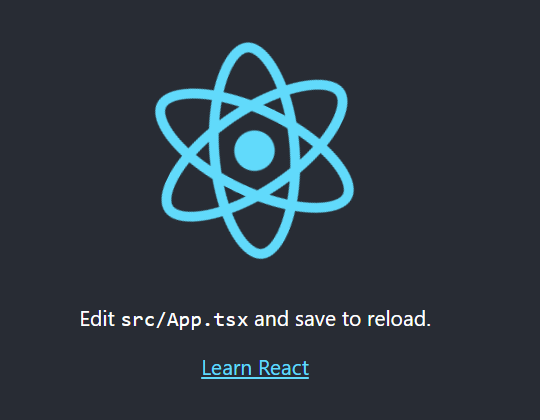 Edit src/App.tsx and save to reload.
Learn React